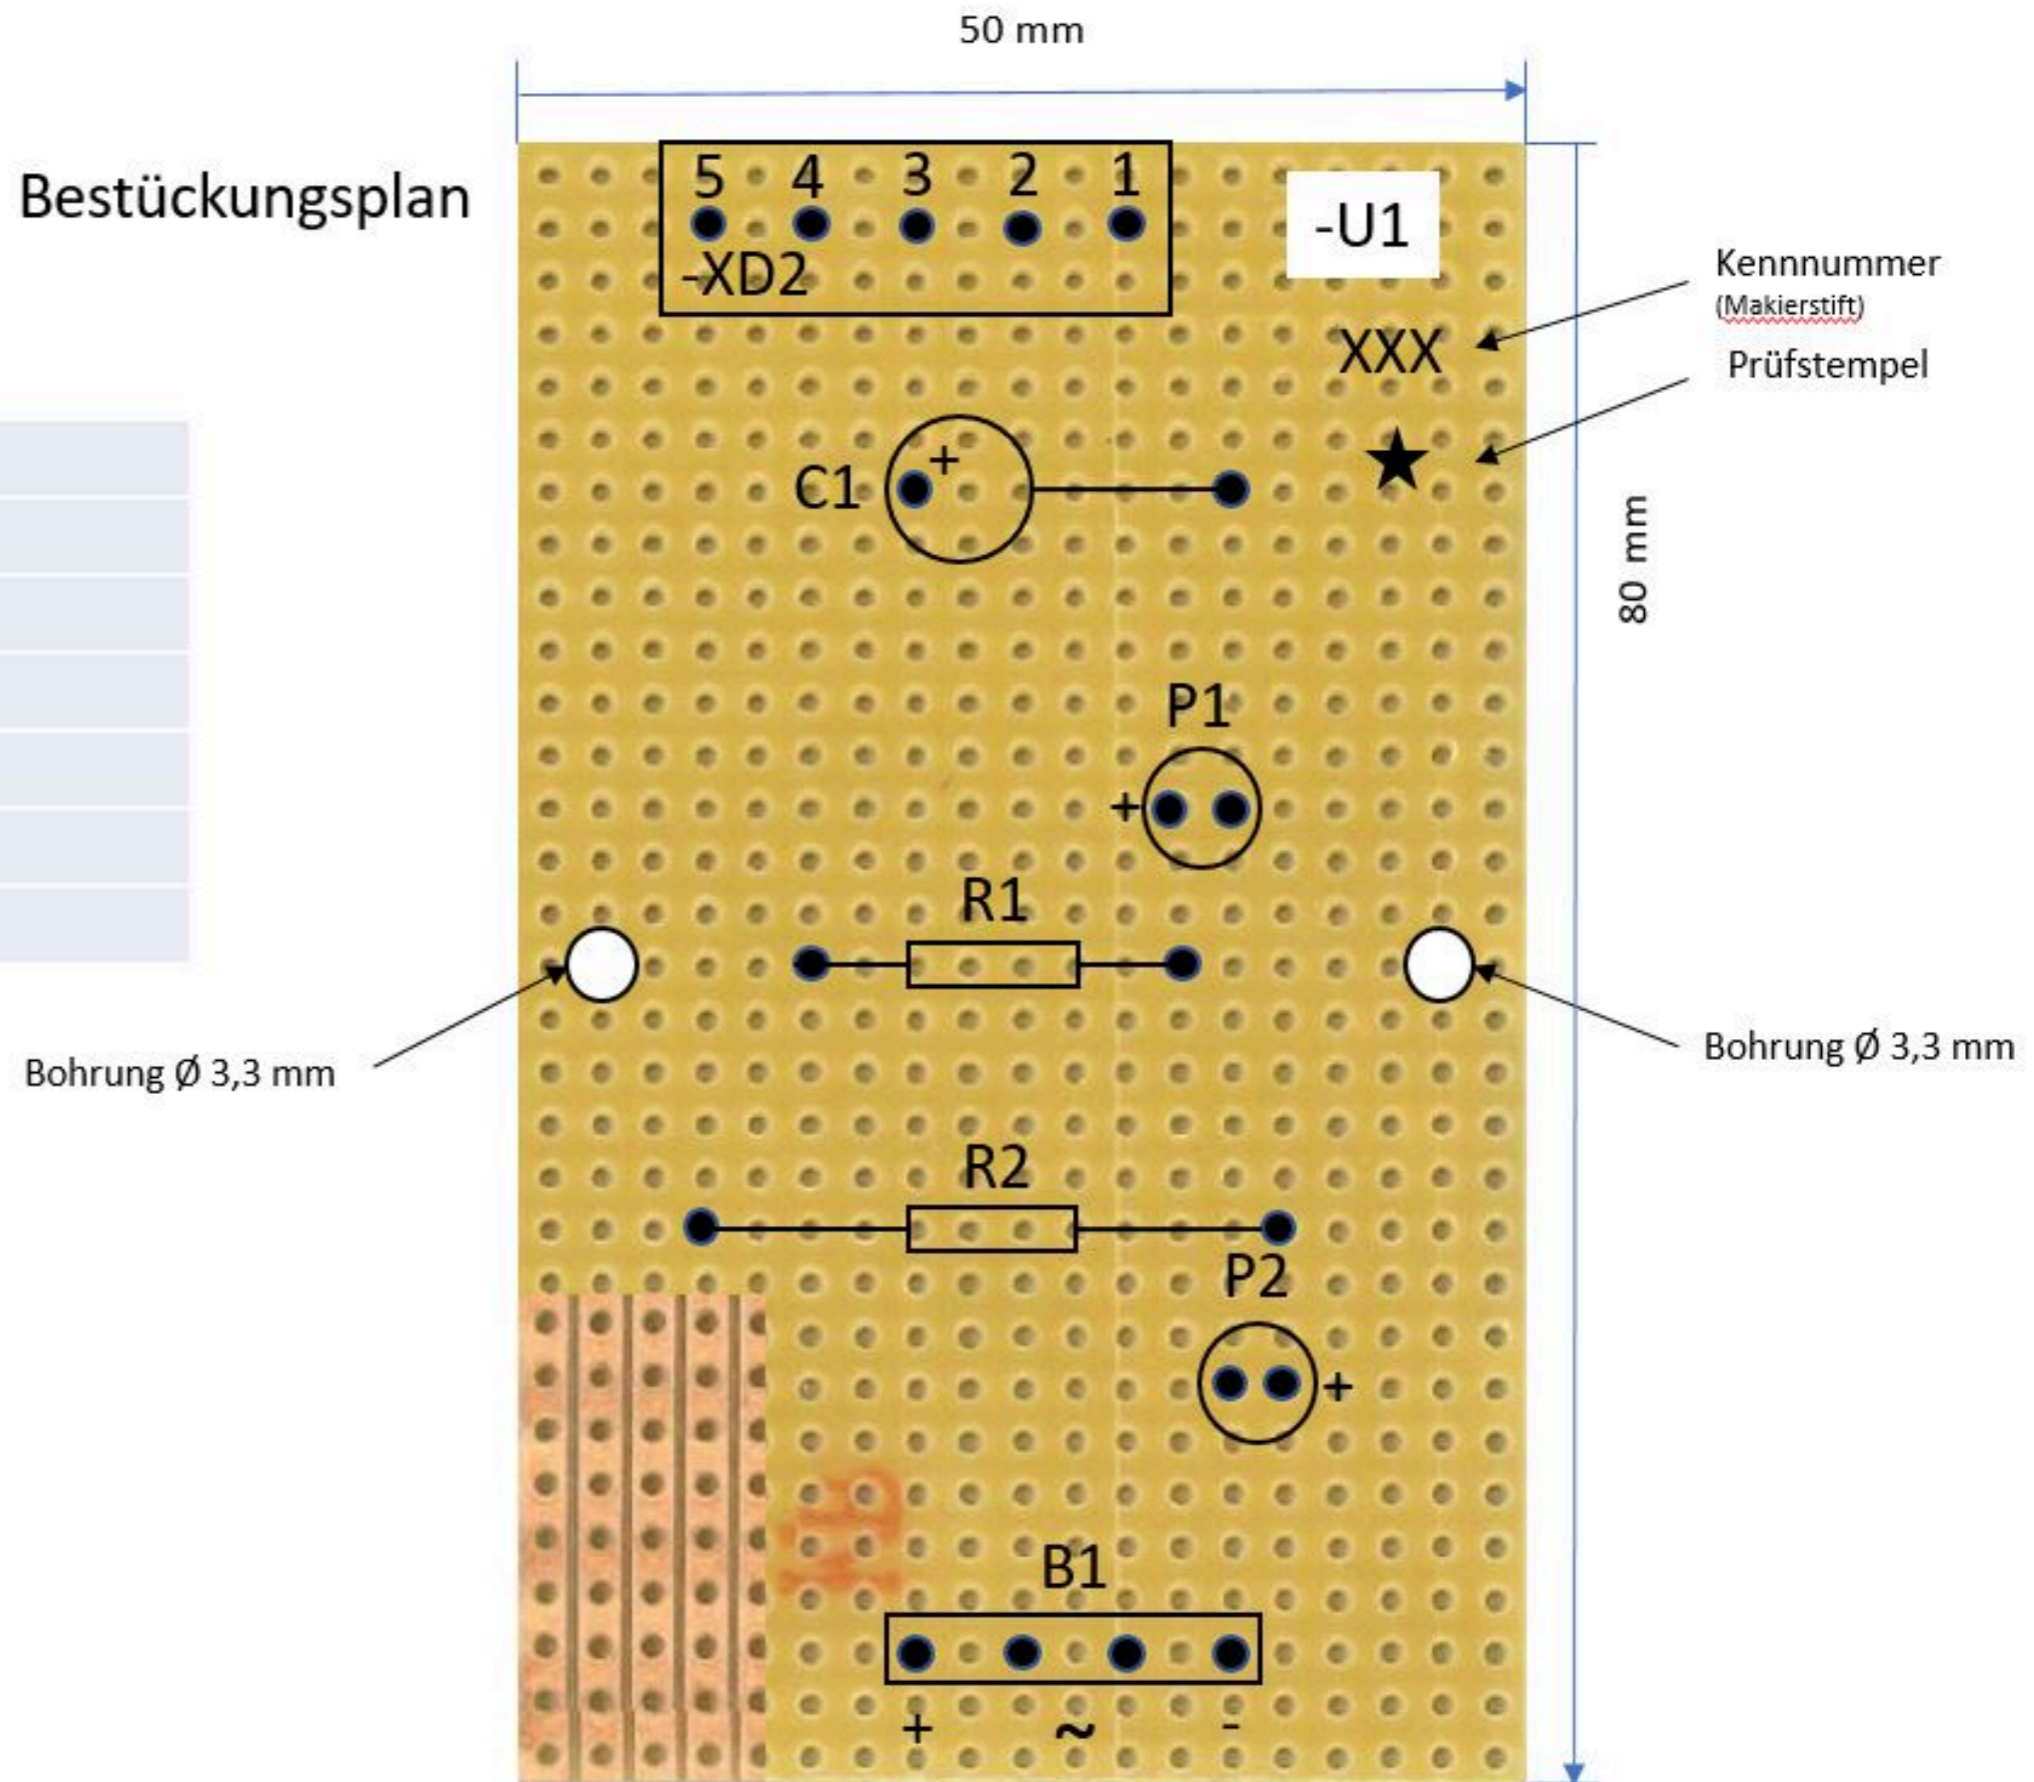 50 mm
Bestückungsplan
5 4 3 2 1
-XD2
-U1
Kennnummer
(Makierstift)
XXX
Prüfstempel
C1
+
80 mm
P1
+
R1
Bohrung Ø 3,3 mm
Bohrung Ø 3,3 mm
R2
P2
+
B1
+ ~ -